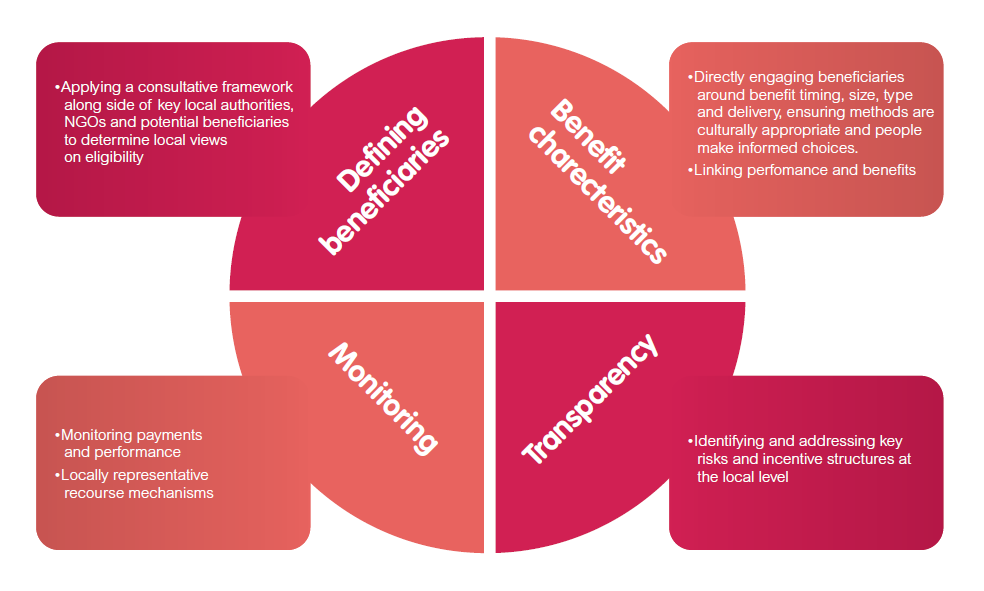 •Applying a consultative framework
along side of key local authorities,
NGOs and potential beneficiaries
to determine local views
on eligibility
Defining
beneficiaries
Benefit
charecteristics
•Directly engaging beneficiaries
around benefit timing, size, type
and delivery, ensuring methods are
culturally appropriate and people
make informed choices.
•Linking perfomance and benefits
•Monitoring payments
and performance
•Locally representative
recourse mechanisms
Monitoring
Transparency
•Identifying and addressing key
risks and incentive structures at
the local level